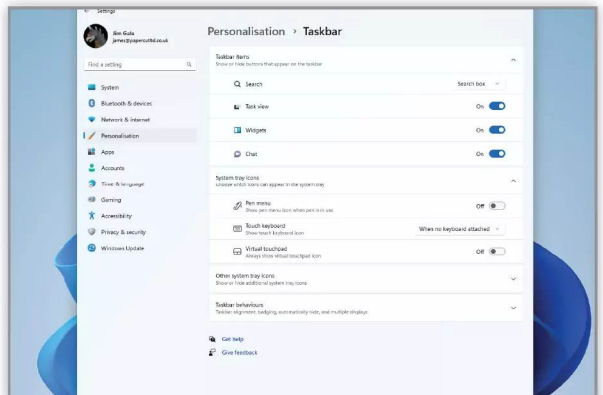 Settings
Jim Gale
james@papercutltd.co.uk
Find a setting
System
Bluetooth & devices
Network & internet
Personalisation
Apps
Accounts
Time & language
Gaming
Accessibility
Privacy & security
Windows Update
Personalisation › Taskbar
Taskbar items
Show or hide buttons that appear on the taskbar
Search Search box
Task view On
Widgets On
Chat On
System tray icons
Choose which icons can appear in the system tray
Pen menu Off
Show pen menu icon when pen is in use
Touch keyboard When no keyboard attached
Show touch keyboard icon
Virtual touchpad Off
Always show virtual touchpad icon
Other system tray icons
Show or hide additional system tray icons
Taskbar behaviours
Taskbar alignment, badging, automatically hide, and multiple displays
Get help
Give feedback